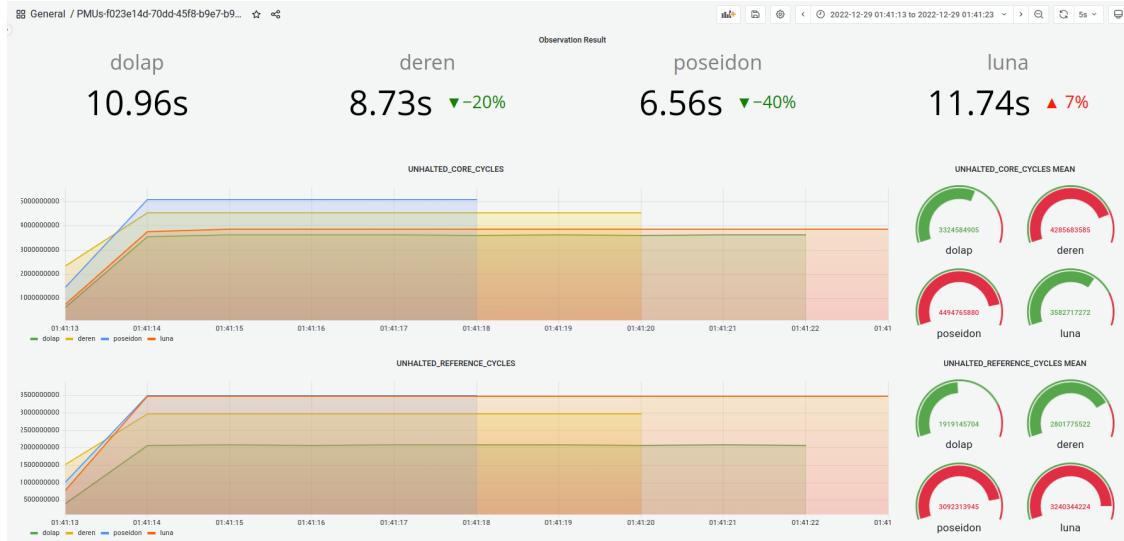 General / PMUs-f023e14d-70dd-45f8-b9e7-b9...
2022-12-29 01:41:13 to 2022-12-29 01:41:23
5s
Observation Result
dolap
deren
poseidon
luna
10.96s
8.73s ▼-20%
6.56s ▼-40%
11.74s ▲ 7%
UNHALTED_CORE_CYCLES
5000000000
4000000000
3000000000
2000000000
1000000000
01:41:13 01:41:14 01:41:15 01:41:16 01:41:17 01:41:18 01:41:19 01:41:20 01:41:21 01:41:22 01:41
dolap deren poseidon luna
UNHALTED_CORE_CYCLES MEAN
3324584905
dolap
4285683585
deren
4494765880
poseidon
3582717272
luna
UNHALTED_REFERENCE_CYCLES
3500000000
3000000000
2500000000
2000000000
1500000000
1000000000
500000000
01:41:13 01:41:14 01:41:15 01:41:16 01:41:17 01:41:18 01:41:19 01:41:20 01:41:21 01:41:22 01:41
dolap deren poseidon luna
UNHALTED_REFERENCE_CYCLES MEAN
1919145704
dolap
2801775522
deren
3092313945
poseidon
3240344224
luna